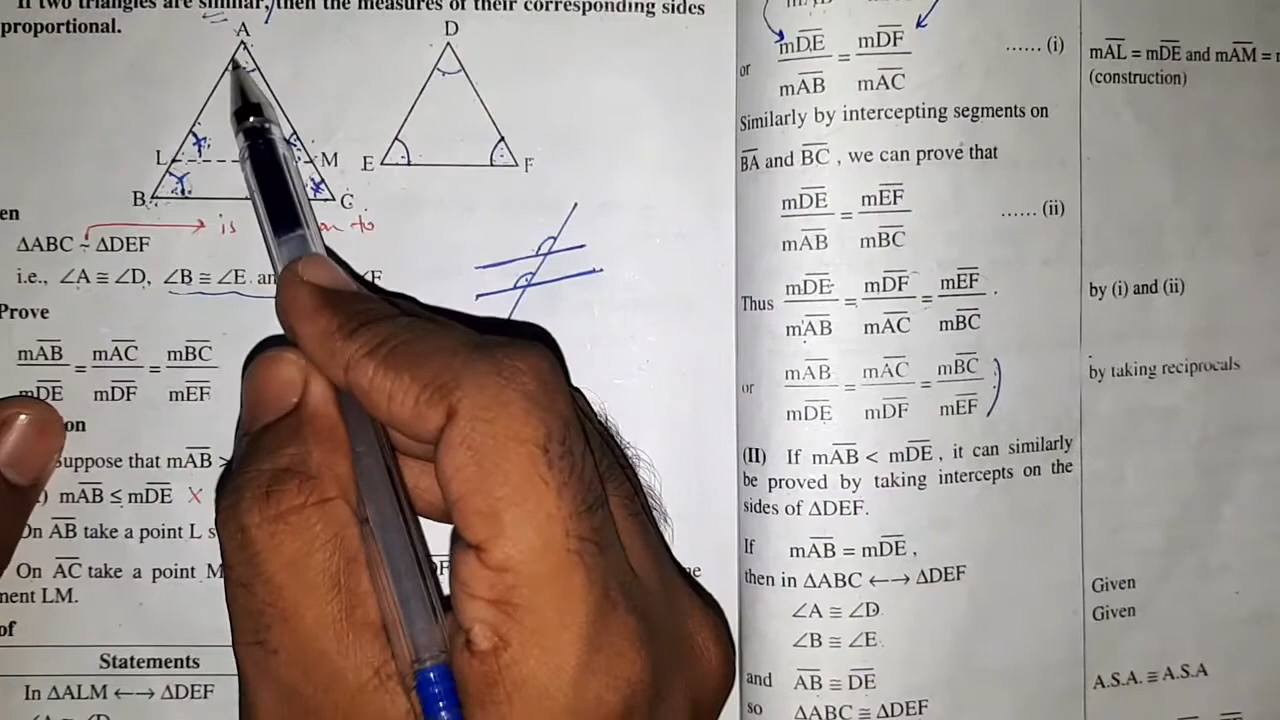 If two triangles are similar, then the measures of their corresponding sides
proportional.
A
D
L
M
E
F
B
C
is
on to
en
ΔABC ~ ΔDEF
i.e., ∠A ≅ ∠D, ∠B ≅ ∠E an ∠F
Prove
mAB/mDE = mAC/mDF = mBC/mEF
on
Suppose that mAB >
) mAB ≤ mDE X
On AB take a point L s
On AC take a point M
ment LM.
of
Statements
In ΔALM ←→ ΔDEF
or mDE/mAB = mDF/mAC ...... (i)
mAL = mDE and mAM =
(construction)
Similarly by intercepting segments on
BA and BC, we can prove that
mDE/mAB = mEF/mBC ...... (ii)
Thus mDE/mAB = mDF/mAC = mEF/mBC . by (i) and (ii)
or mAB/mDE = mAC/mDF = mBC/mEF by taking reciprocals
(II) If mAB < mDE, it can similarly
be proved by taking intercepts on the
sides of ΔDEF.
If mAB = mDE,
then in ΔABC ←→ ΔDEF Given
∠A ≅ ∠D Given
∠B ≅ ∠E
and AB ≅ DE A.S.A. ≅ A.S.A
so ΔABC ≅ ΔDEF